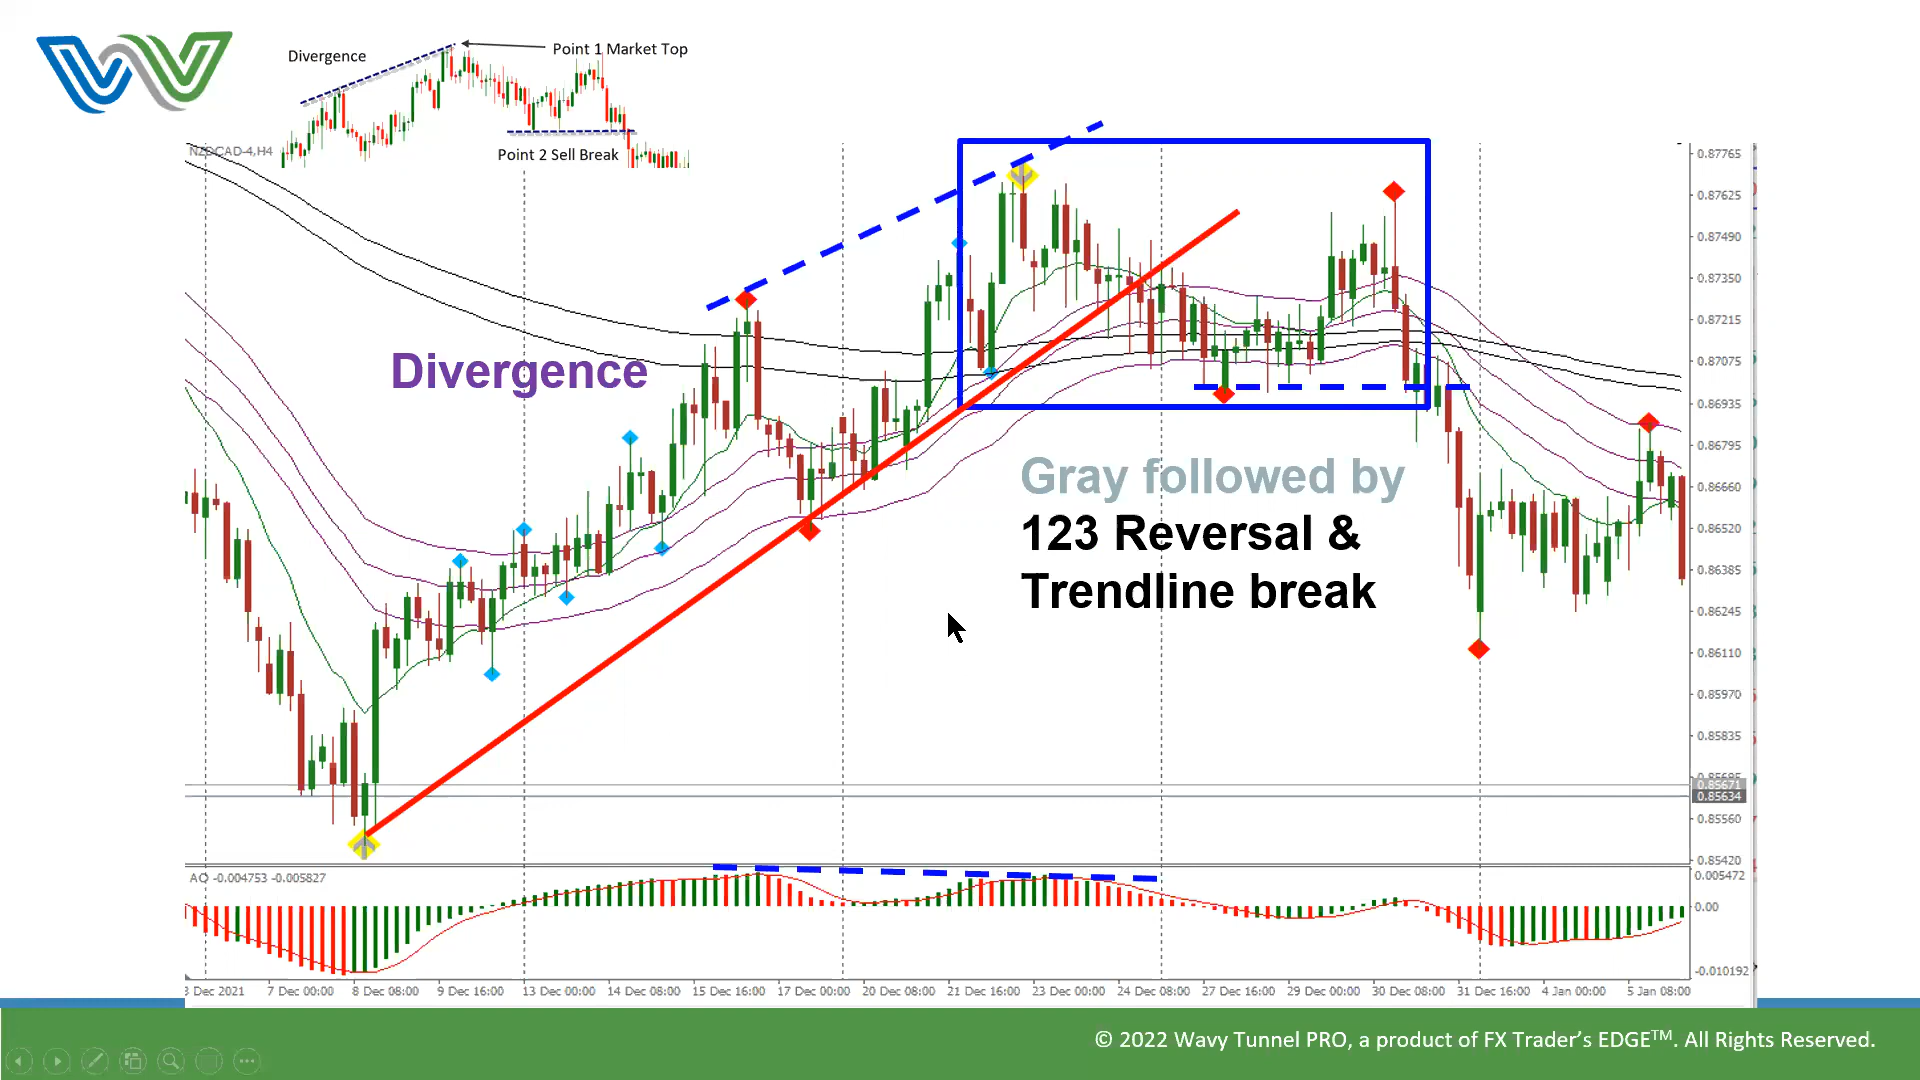 Divergence
Point 1 Market Top
Point 2 Sell Break
NZDCAD-4,H4
Divergence
Gray followed by
123 Reversal &
Trendline break
0.87765
0.87625
0.87490
0.87350
0.87215
0.87075
0.86935
0.86795
0.86660
0.86520
0.86385
0.86245
0.86110
0.85970
0.85835
0.85695
0.85671
0.85634
0.85560
0.85420
AO -0.004753 -0.005827
0.005472
0.00
-0.010192
3 Dec 2021
7 Dec 00:00
8 Dec 08:00
9 Dec 16:00
13 Dec 00:00
14 Dec 08:00
15 Dec 16:00
17 Dec 00:00
20 Dec 08:00
21 Dec 16:00
23 Dec 00:00
24 Dec 08:00
27 Dec 16:00
29 Dec 00:00
30 Dec 08:00
31 Dec 16:00
4 Jan 00:00
5 Jan 08:00
© 2022 Wavy Tunnel PRO, a product of FX Trader’s EDGE™. All Rights Reserved.